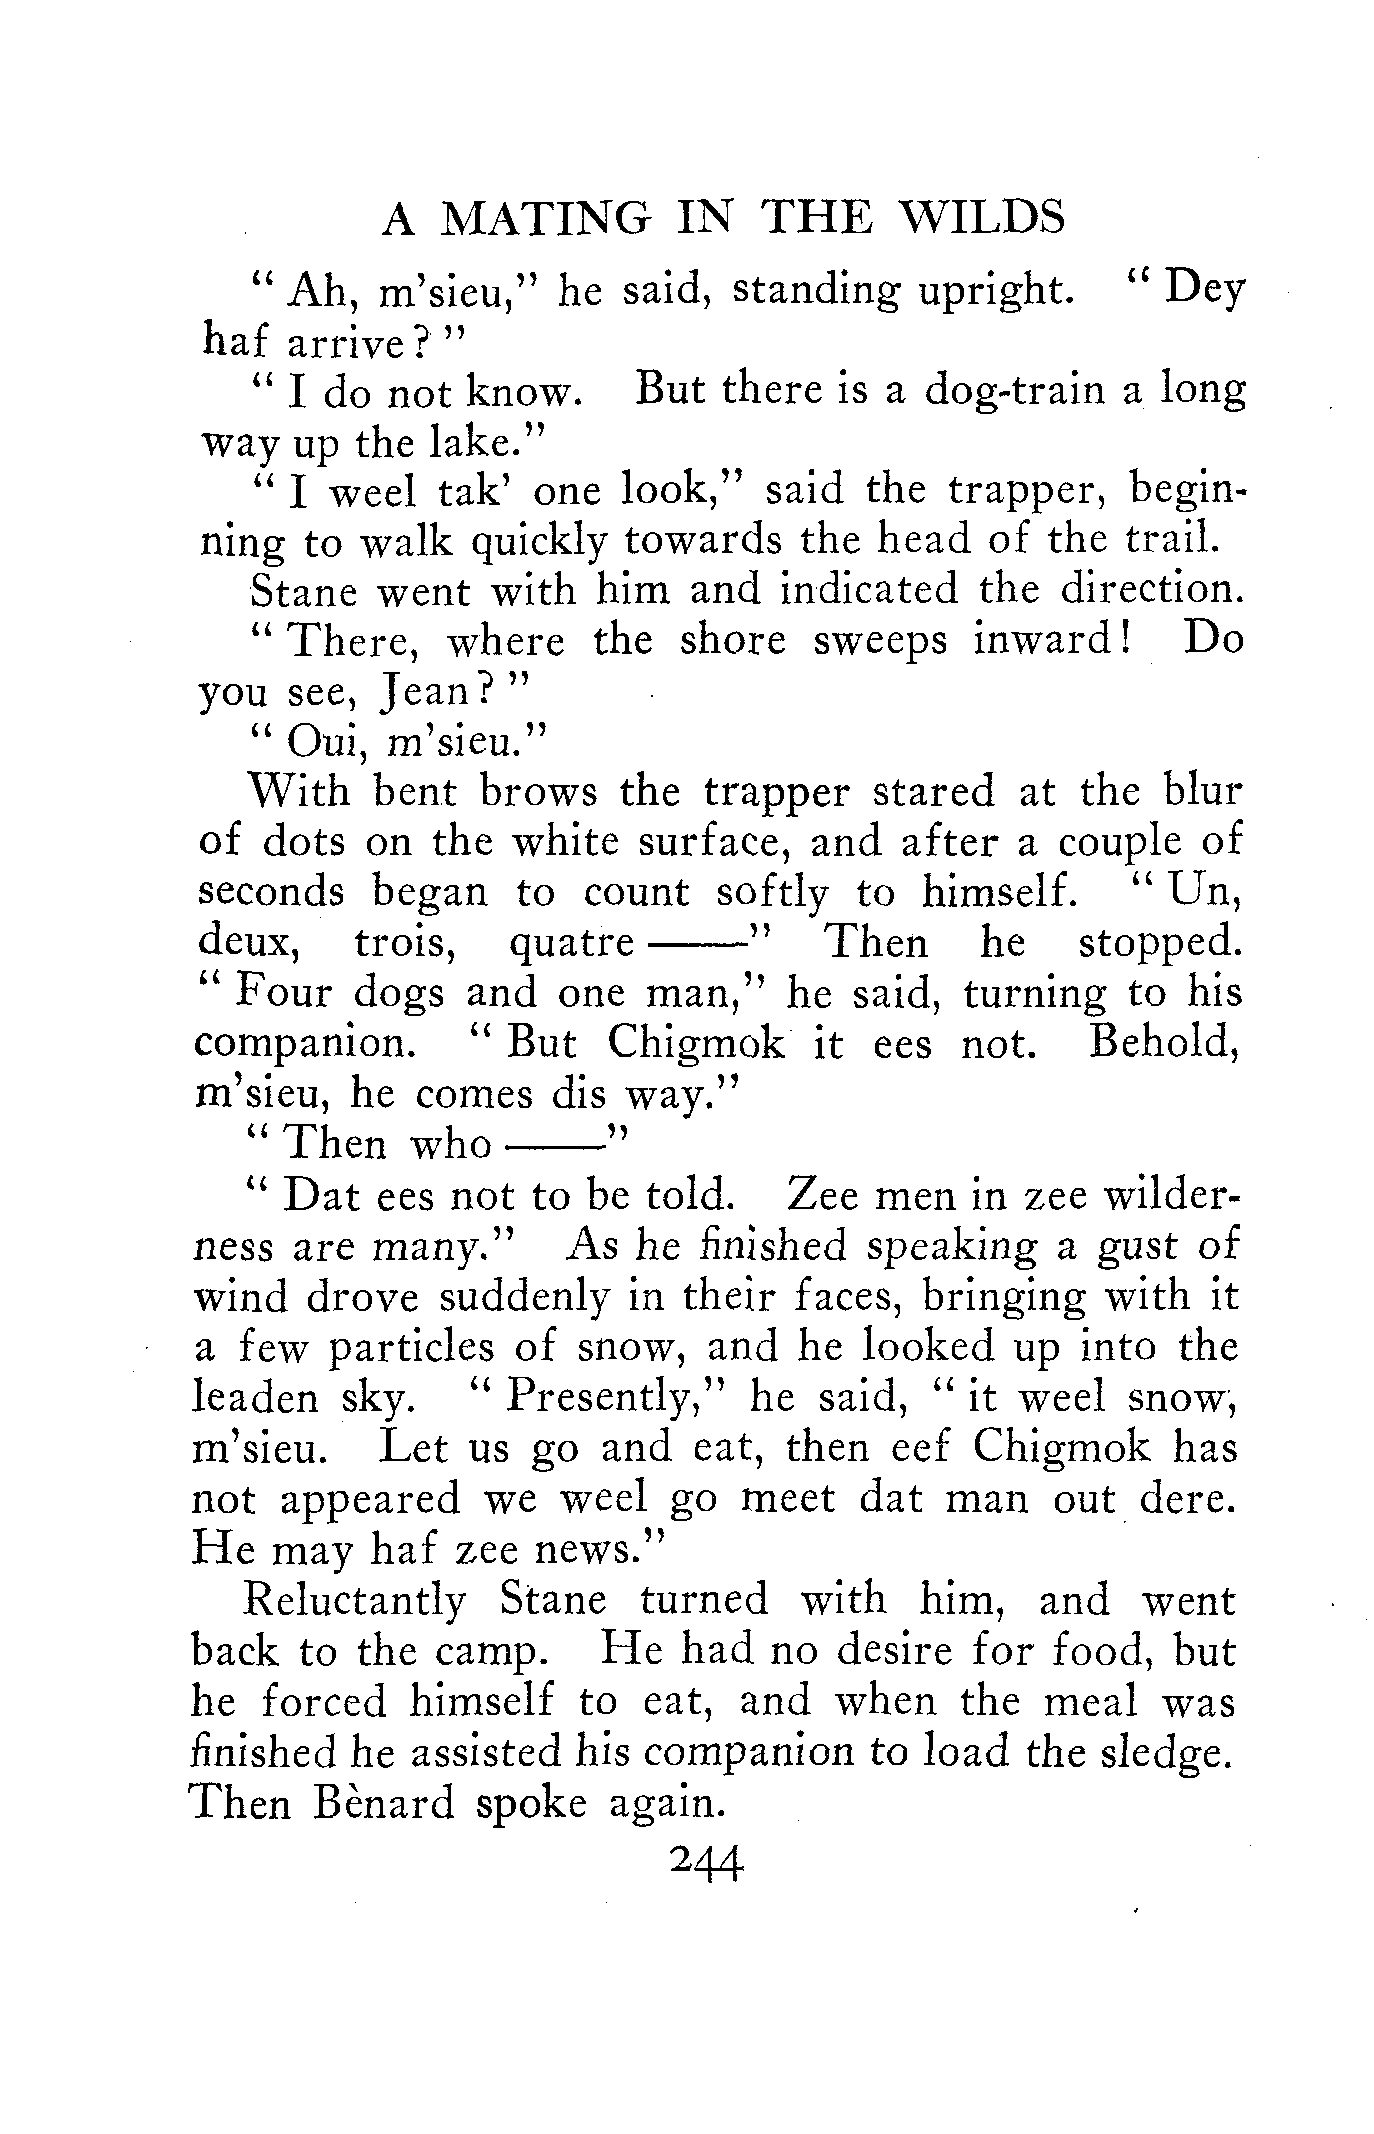 A MATING IN THE WILDS
“ Ah, m’sieu,” he said, standing upright. “ Dey
haf arrive ? ”
“ I do not know. But there is a dog-train a long
way up the lake.”
“ I weel tak’ one look,” said the trapper, begin-
ning to walk quickly towards the head of the trail.
Stane went with him and indicated the direction.
“ There, where the shore sweeps inward ! Do
you see, Jean ? ”
“ Oui, m’sieu.”
With bent brows the trapper stared at the blur
of dots on the white surface, and after a couple of
seconds began to count softly to himself. “ Un,
deux, trois, quatre ——” Then he stopped.
“ Four dogs and one man,” he said, turning to his
companion. “ But Chigmok it ees not. Behold,
m’sieu, he comes dis way.”
“ Then who ——”
“ Dat ees not to be told. Zee men in zee wilder-
ness are many.” As he finished speaking a gust of
wind drove suddenly in their faces, bringing with it
a few particles of snow, and he looked up into the
leaden sky. “ Presently,” he said, “ it weel snow,
m’sieu. Let us go and eat, then eef Chigmok has
not appeared we weel go meet dat man out dere.
He may haf zee news.”
Reluctantly Stane turned with him, and went
back to the camp. He had no desire for food, but
he forced himself to eat, and when the meal was
finished he assisted his companion to load the sledge.
Then Bènard spoke again.
244